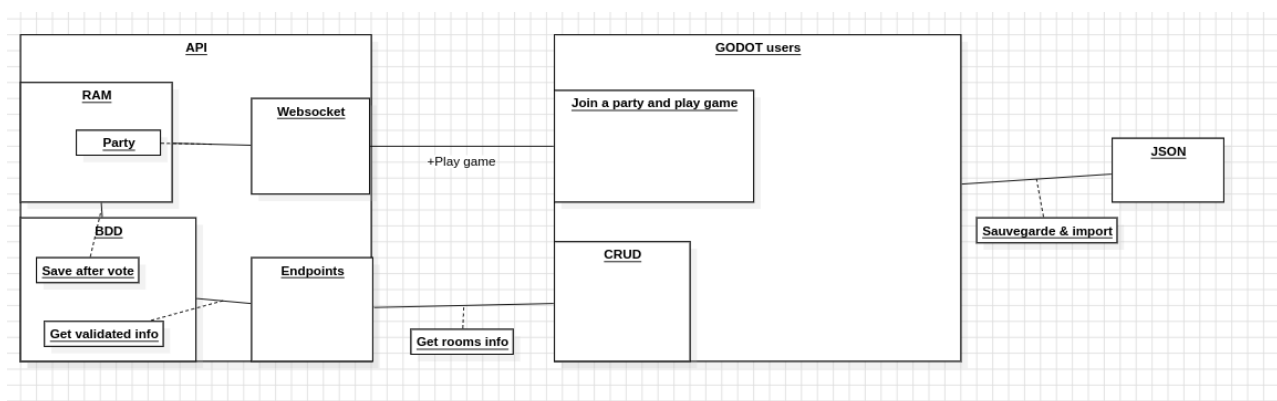 API
RAM
Party
Websocket
BDD
Save after vote
Get validated info
Endpoints
+Play game
Get rooms info
GODOT users
Join a party and play game
CRUD
JSON
Sauvegarde & import